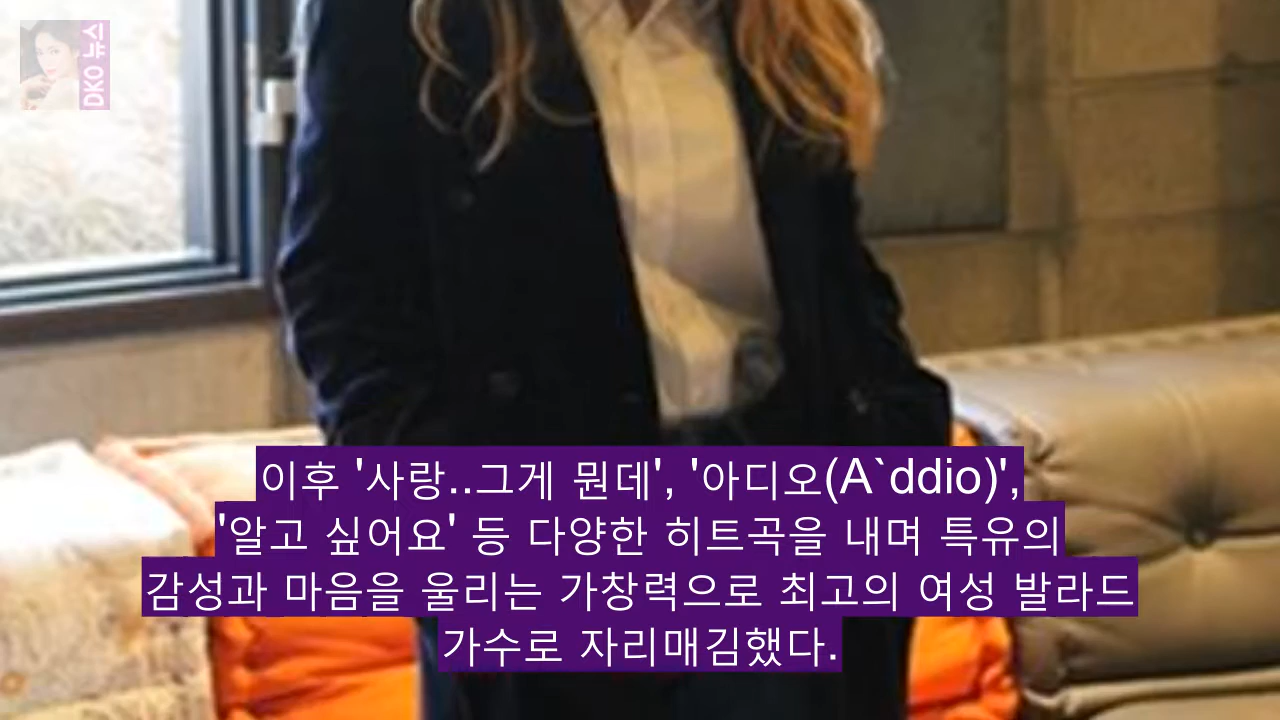 DKO 뉴스
이후 '사랑..그게 뭔데', '아디오(A`ddio)',
'알고 싶어요' 등 다양한 히트곡을 내며 특유의
감성과 마음을 울리는 가창력으로 최고의 여성 발라드
가수로 자리매김했다.